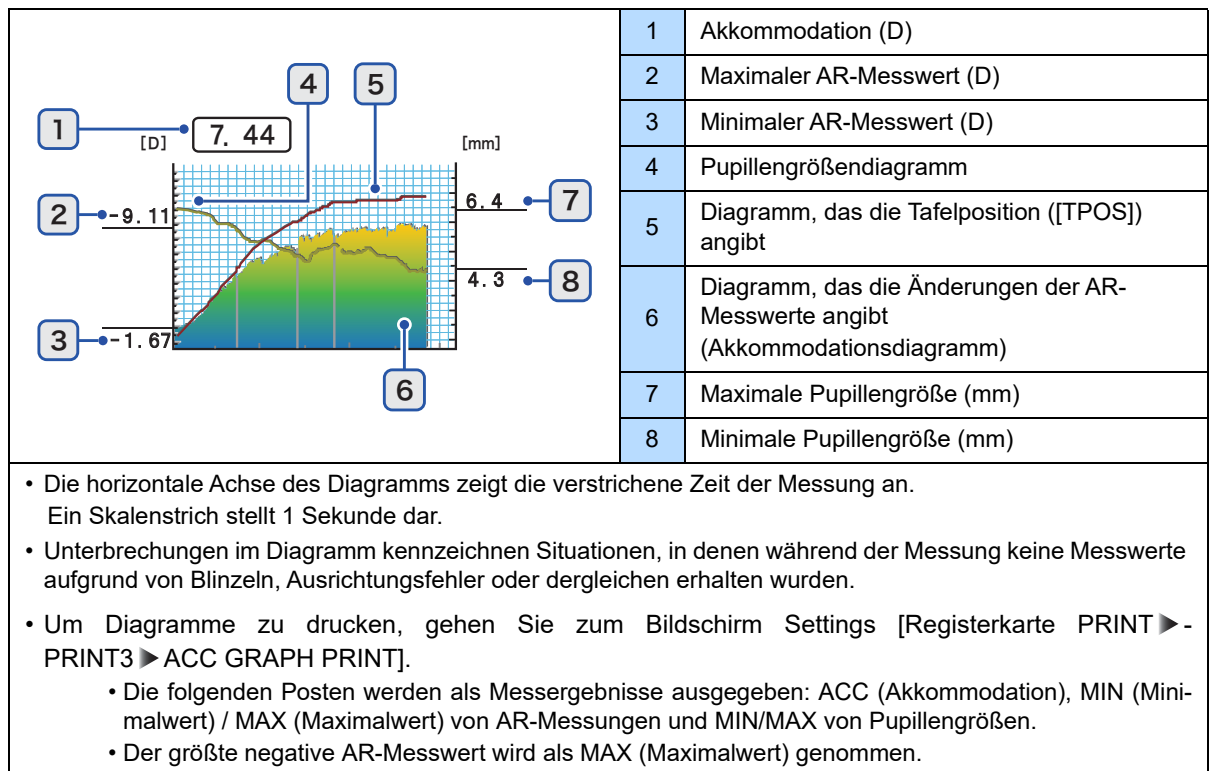 4
5
1
[D]
7. 44
[mm]
2
-9. 11
6. 4
7
4. 3
8
3
-1. 67
6
1 Akkommodation (D)
2 Maximaler AR-Messwert (D)
3 Minimaler AR-Messwert (D)
4 Pupillengrößendiagramm
5 Diagramm, das die Tafelposition ([TPOS])
angibt
6 Diagramm, das die Änderungen der AR-
Messwerte angibt
(Akkommodationsdiagramm)
7 Maximale Pupillengröße (mm)
8 Minimale Pupillengröße (mm)
• Die horizontale Achse des Diagramms zeigt die verstrichene Zeit der Messung an.
Ein Skalenstrich stellt 1 Sekunde dar.
• Unterbrechungen im Diagramm kennzeichnen Situationen, in denen während der Messung keine Messwerte
aufgrund von Blinzeln, Ausrichtungsfehler oder dergleichen erhalten wurden.
• Um Diagramme zu drucken, gehen Sie zum Bildschirm Settings [Registerkarte PRINT▶-
PRINT3▶ACC GRAPH PRINT].
• Die folgenden Posten werden als Messergebnisse ausgegeben: ACC (Akkommodation), MIN (Mini-
malwert) / MAX (Maximalwert) von AR-Messungen und MIN/MAX von Pupillengrößen.
• Der größte negative AR-Messwert wird als MAX (Maximalwert) genommen.